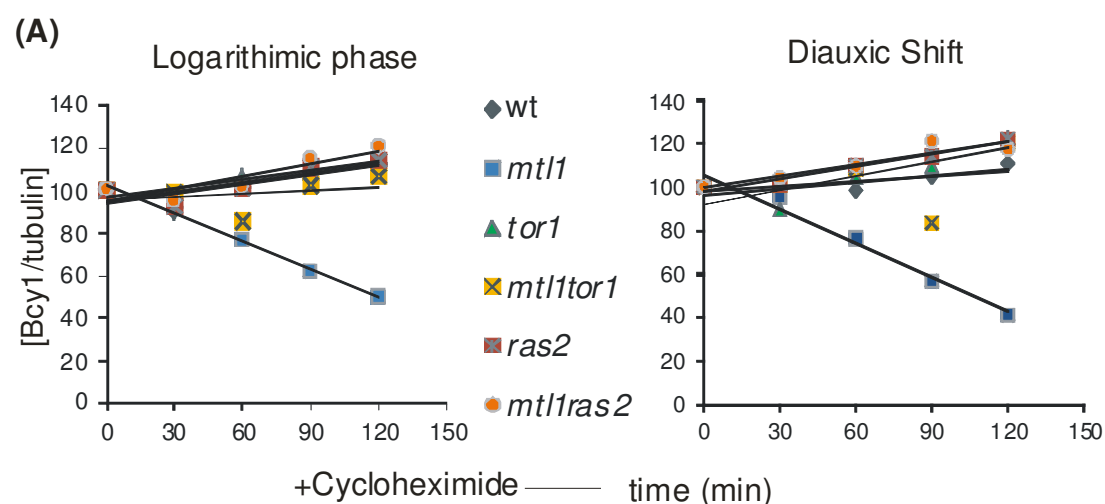 (A)
Logarithimic phase
Diauxic Shift
[Bcy1/tubulin]
140
120
100
80
60
40
20
0
0 30 60 90 120 150
wt
mtl1
tor1
mtl1tor1
ras2
mtl1ras2
140
120
100
80
60
40
20
0
0 30 60 90 120 150
+Cycloheximide time (min)